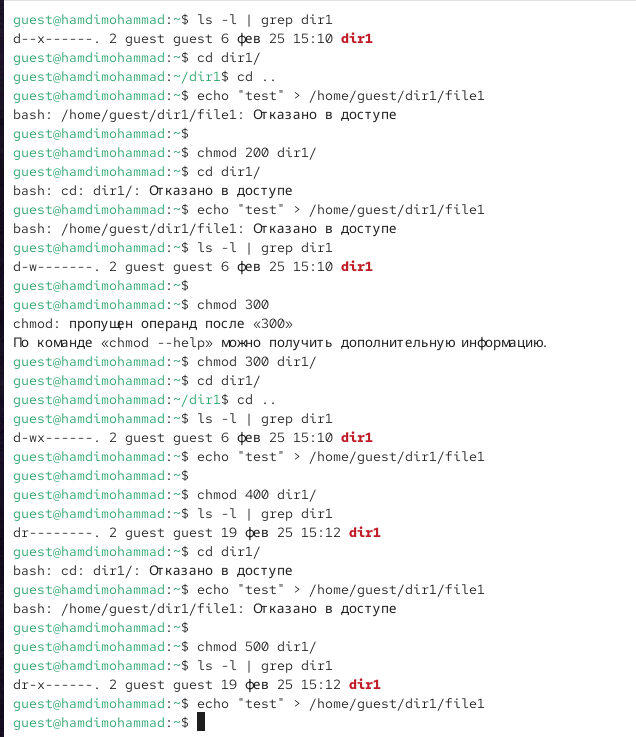 guest@hamdimohammad:~$ ls -l | grep dir1
d--x------. 2 guest guest 6 фев 25 15:10 dir1
guest@hamdimohammad:~$ cd dir1/
guest@hamdimohammad:~/dir1$ cd ..
guest@hamdimohammad:~$ echo "test" > /home/guest/dir1/file1
bash: /home/guest/dir1/file1: Отказано в доступе
guest@hamdimohammad:~$
guest@hamdimohammad:~$ chmod 200 dir1/
guest@hamdimohammad:~$ cd dir1/
bash: cd: dir1/: Отказано в доступе
guest@hamdimohammad:~$ echo "test" > /home/guest/dir1/file1
bash: /home/guest/dir1/file1: Отказано в доступе
guest@hamdimohammad:~$ ls -l | grep dir1
d-w-------. 2 guest guest 6 фев 25 15:10 dir1
guest@hamdimohammad:~$
guest@hamdimohammad:~$ chmod 300
chmod: пропущен операнд после «300»
По команде «chmod --help» можно получить дополнительную информацию.
guest@hamdimohammad:~$ chmod 300 dir1/
guest@hamdimohammad:~$ cd dir1/
guest@hamdimohammad:~/dir1$ cd ..
guest@hamdimohammad:~$ ls -l | grep dir1
d-wx------. 2 guest guest 6 фев 25 15:10 dir1
guest@hamdimohammad:~$ echo "test" > /home/guest/dir1/file1
guest@hamdimohammad:~$
guest@hamdimohammad:~$ chmod 400 dir1/
guest@hamdimohammad:~$ ls -l | grep dir1
dr--------. 2 guest guest 19 фев 25 15:12 dir1
guest@hamdimohammad:~$ cd dir1/
bash: cd: dir1/: Отказано в доступе
guest@hamdimohammad:~$ echo "test" > /home/guest/dir1/file1
bash: /home/guest/dir1/file1: Отказано в доступе
guest@hamdimohammad:~$
guest@hamdimohammad:~$ chmod 500 dir1/
guest@hamdimohammad:~$ ls -l | grep dir1
dr-x------. 2 guest guest 19 фев 25 15:12 dir1
guest@hamdimohammad:~$ echo "test" > /home/guest/dir1/file1
guest@hamdimohammad:~$